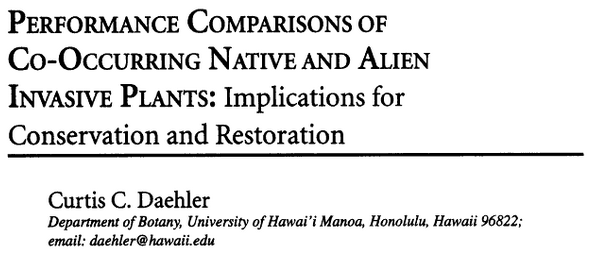 PERFORMANCE COMPARISONS OF
CO-OCCURRING NATIVE AND ALIEN
INVASIVE PLANTS: Implications for
Conservation and Restoration
Curtis C. Daehler
Department of Botany, University of Hawai'i Manoa, Honolulu, Hawaii 96822;
email: daehler@hawaii.edu